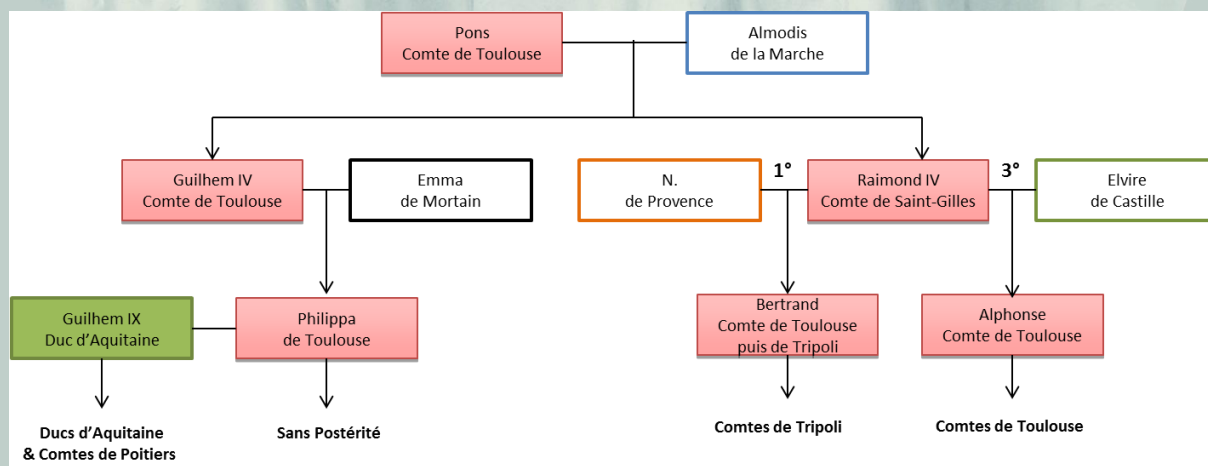 Pons
Comte de Toulouse
Almodis
de la Marche
Guilhem IV
Comte de Toulouse
Emma
de Mortain
N.
de Provence
1°
Raimond IV
Comte de Saint-Gilles
3°
Elvire
de Castille
Guilhem IX
Duc d’Aquitaine
Philippa
de Toulouse
Bertrand
Comte de Toulouse
puis de Tripoli
Alphonse
Comte de Toulouse
Ducs d’Aquitaine
& Comtes de Poitiers
Sans Postérité
Comtes de Tripoli
Comtes de Toulouse